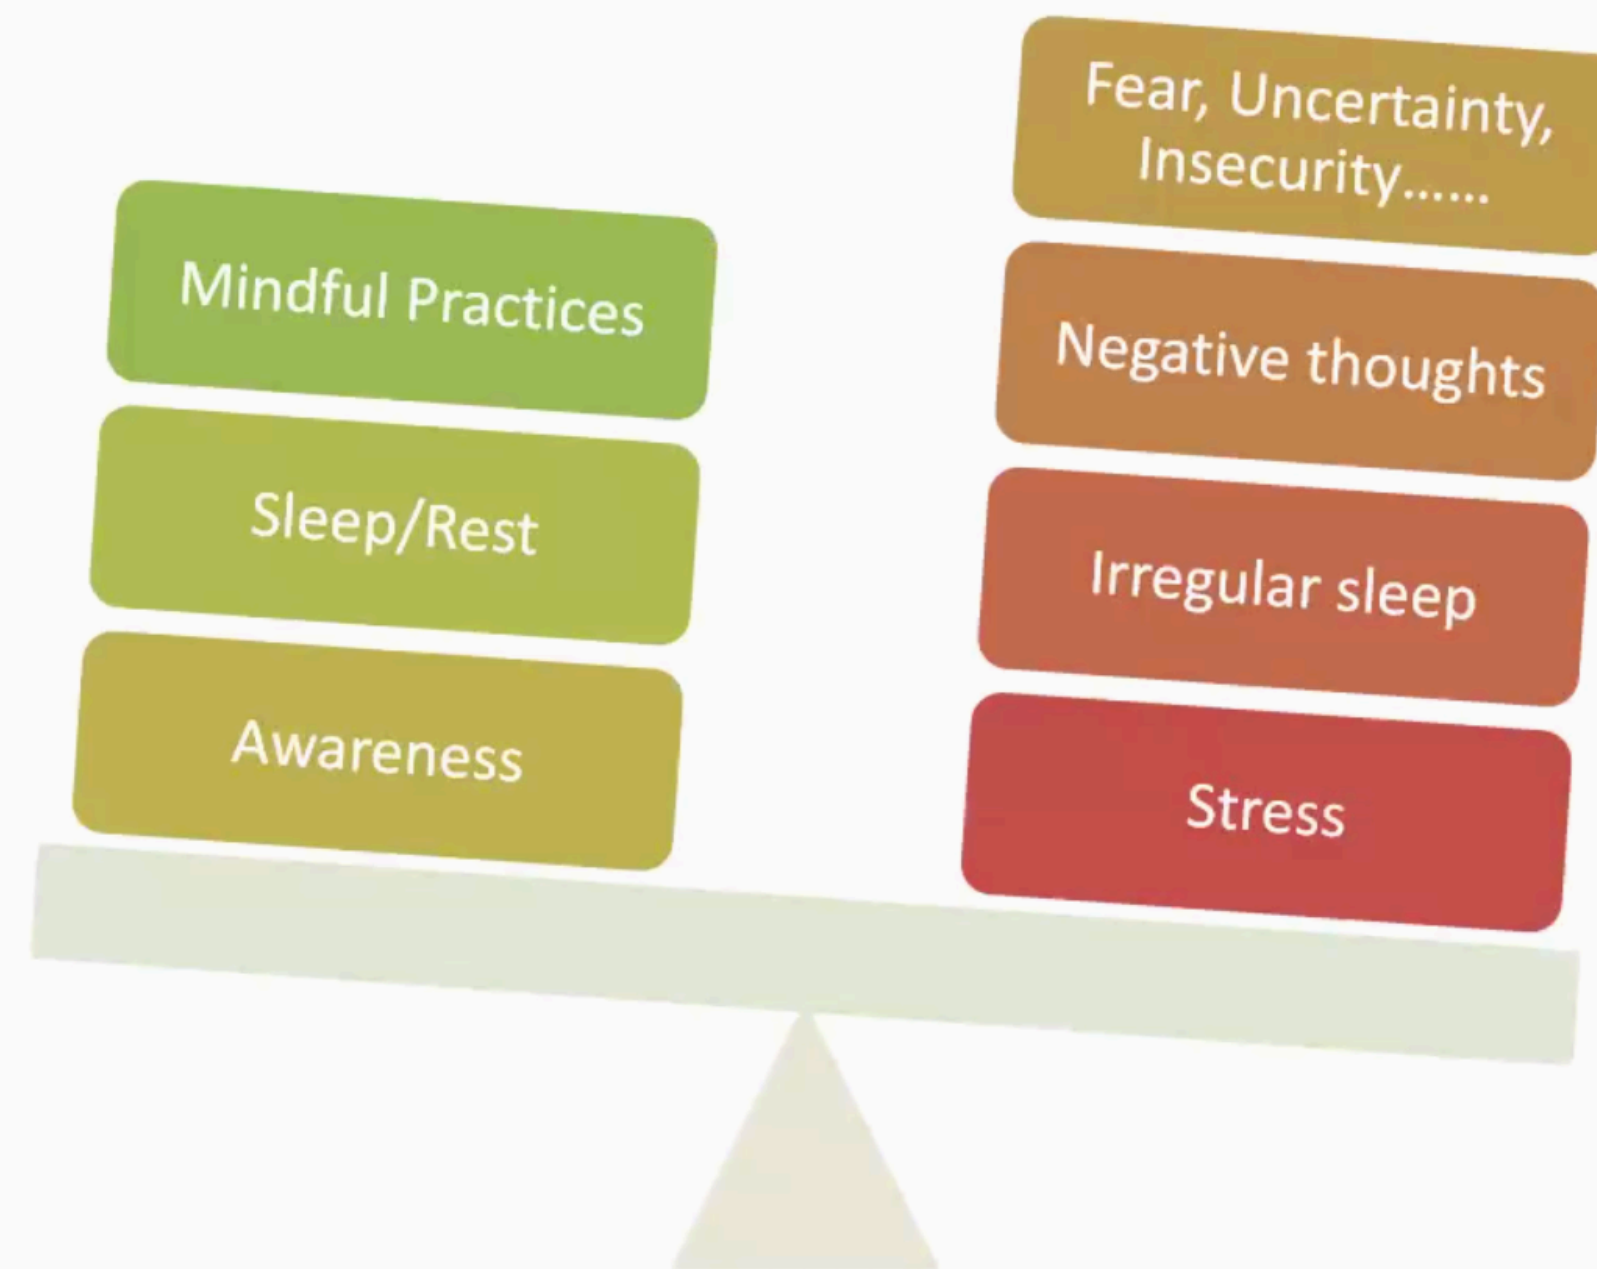 Mindful Practices
Sleep/Rest
Awareness
Fear, Uncertainty,
Insecurity......
Negative thoughts
Irregular sleep
Stress